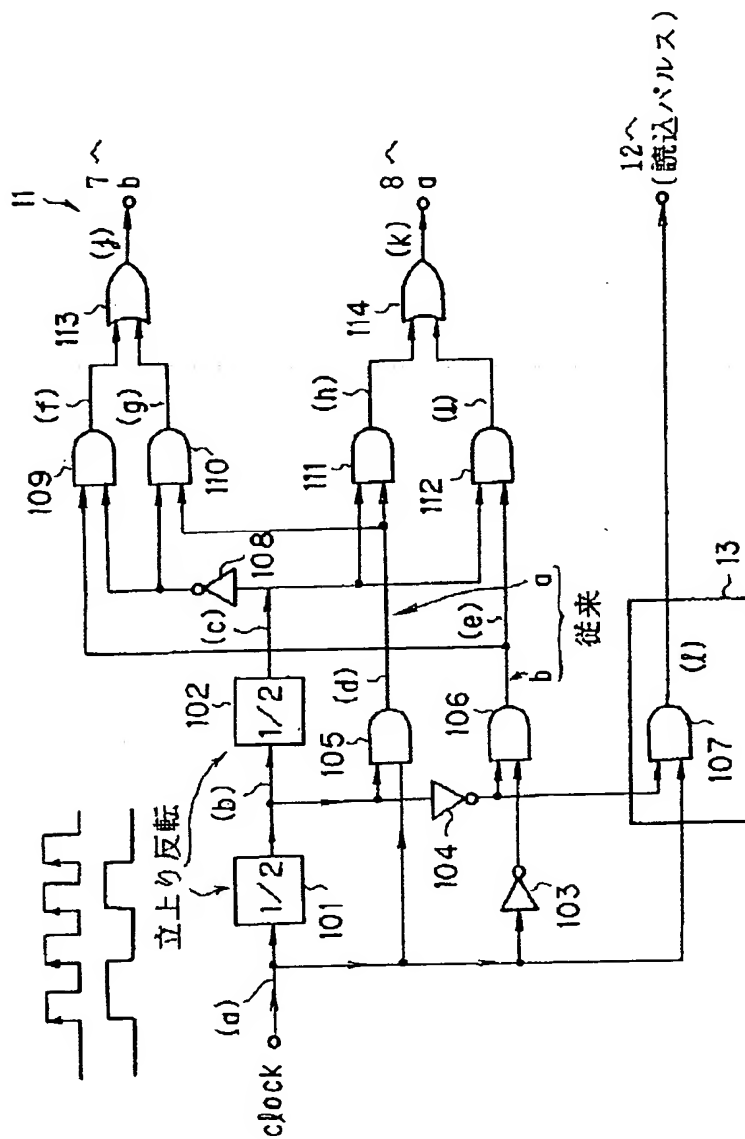 11
7へ
b
(j)
113
(f)
(g)
109
110
108
8へ
a
(k)
114
(h)
(i)
111
112
12へ
(読込パルス)
13
(l)
107
立上り反転
clock
(a)
1/2
101
(b)
1/2
102
(c)
(d)
105
a
(e)
b
従来
106
104
103